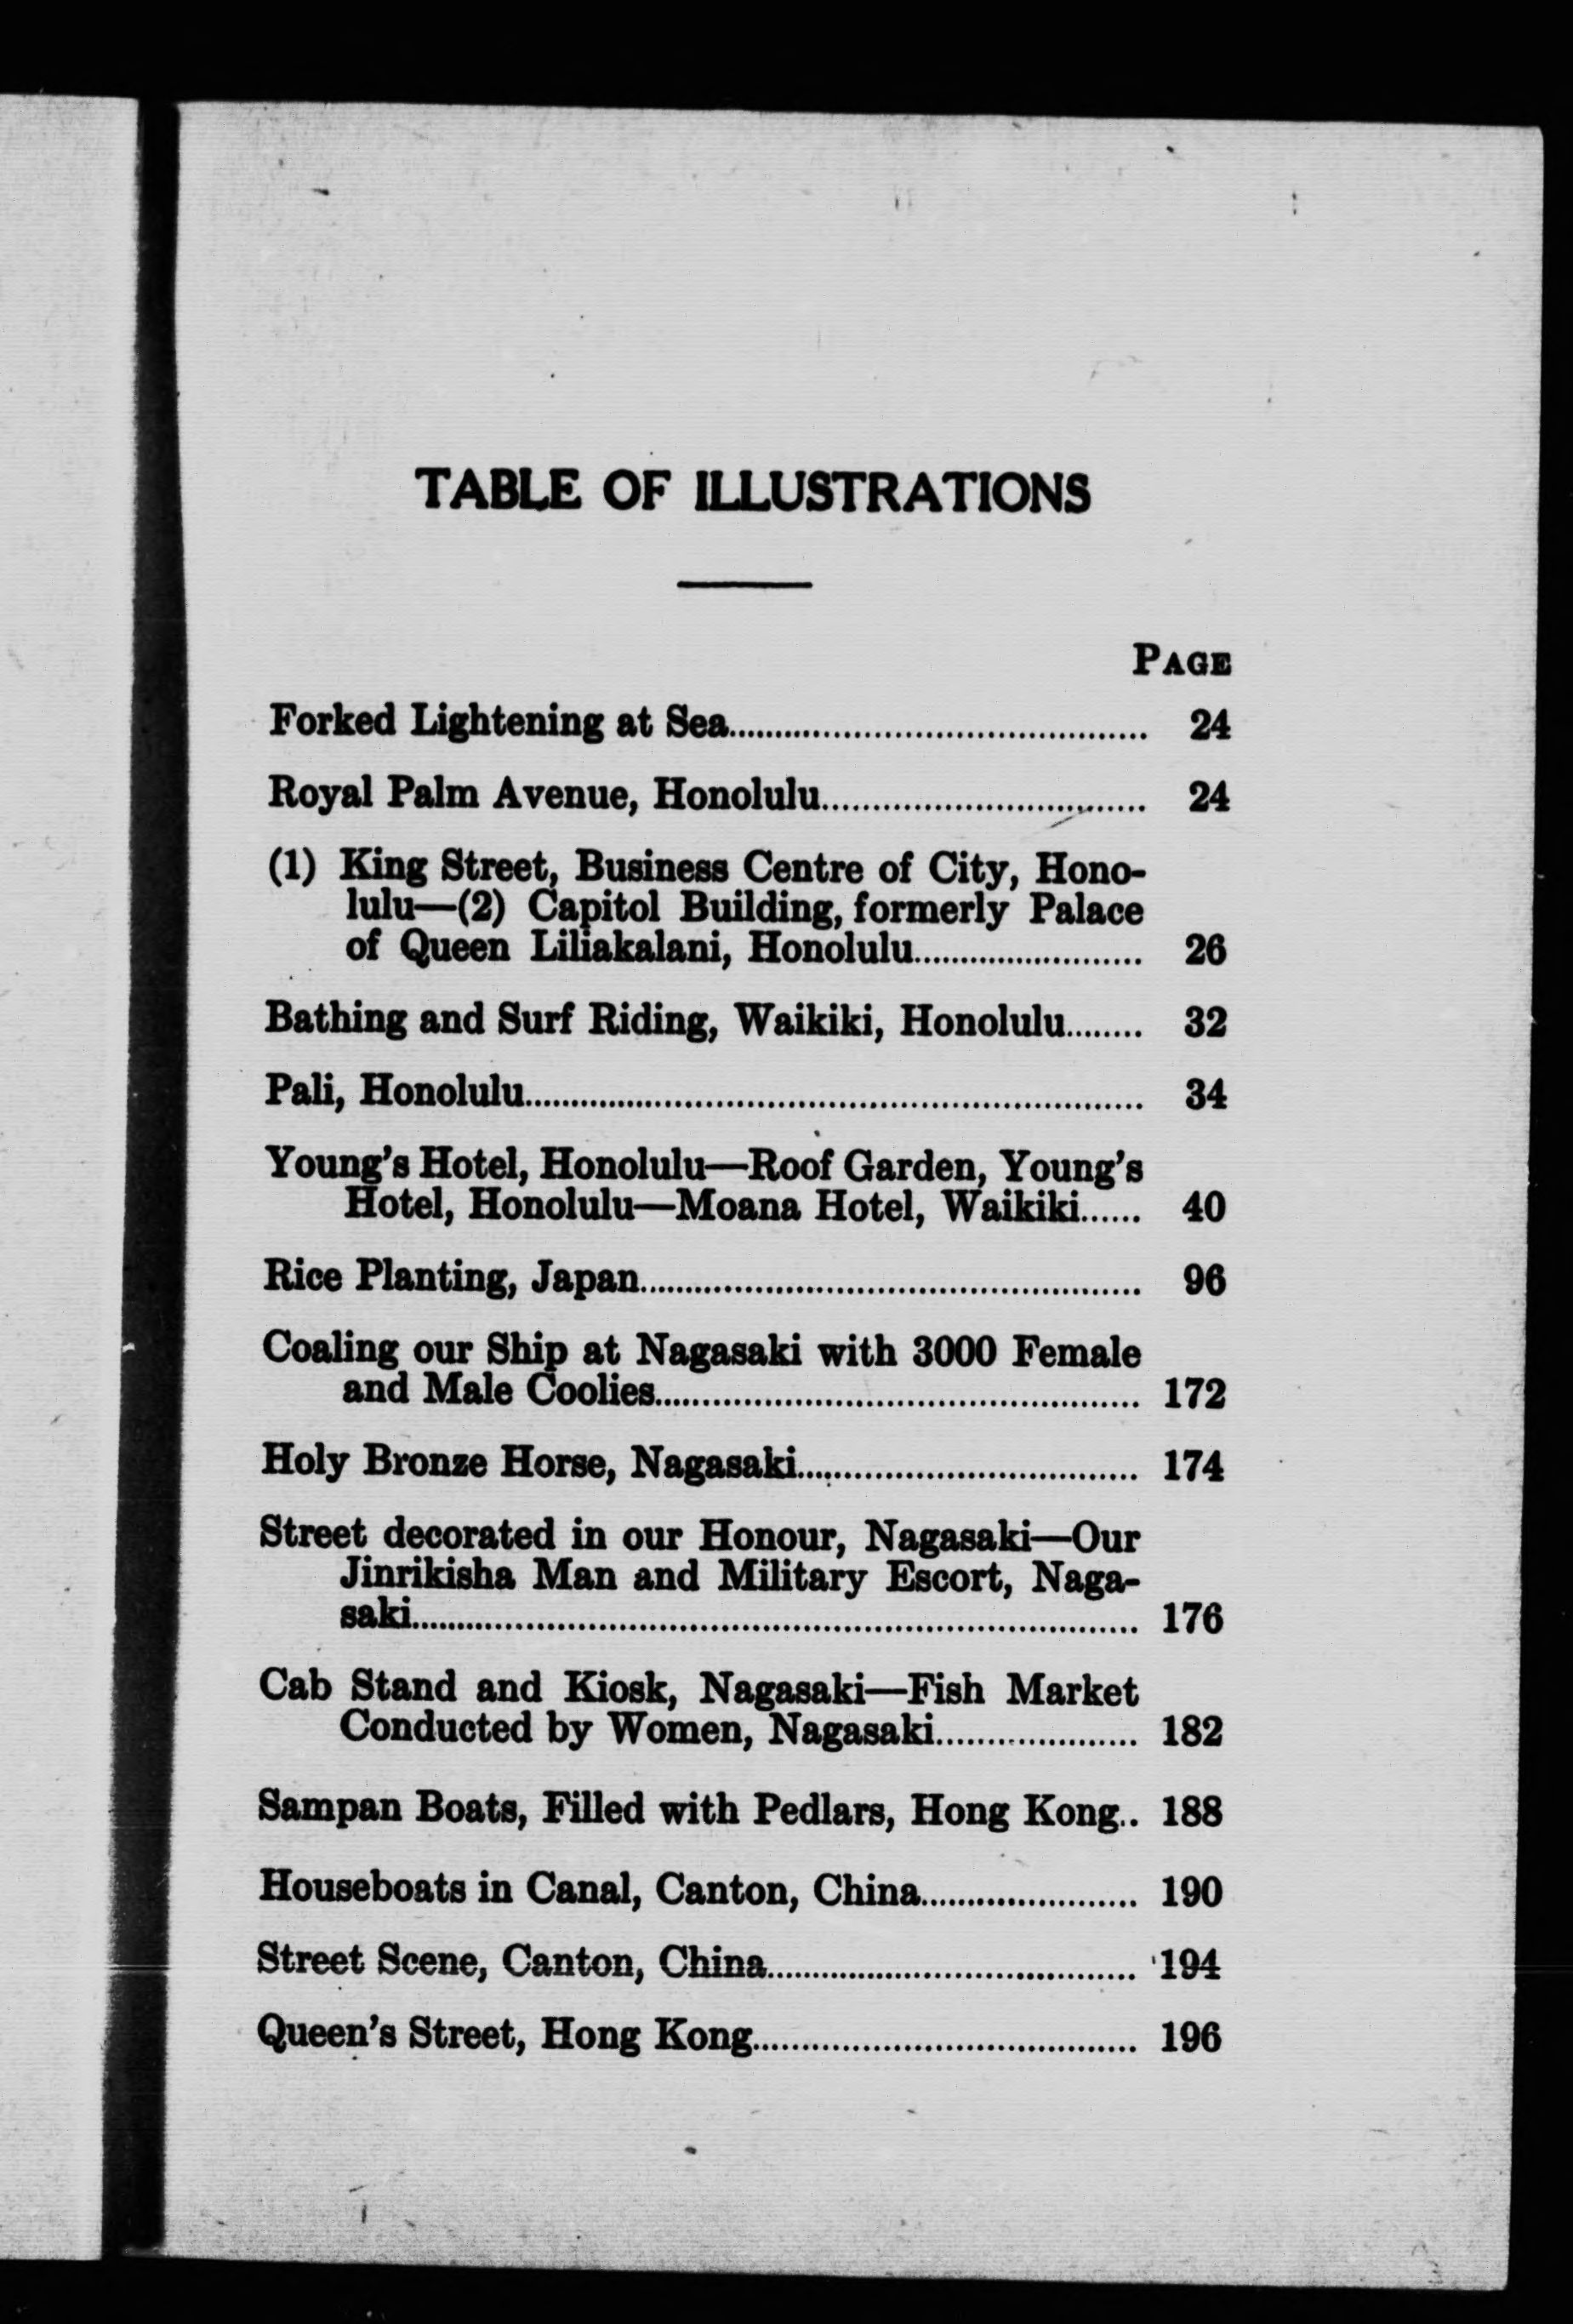 TABLE OF ILLUSTRATIONS
PAGE
Forked Lightening at Sea........................................ 24
Royal Palm Avenue, Honolulu................................ 24
(1) King Street, Business Centre of City, Hono-
lulu—(2) Capitol Building, formerly Palace
of Queen Liliakalani, Honolulu........................ 26
Bathing and Surf Riding, Waikiki, Honolulu........ 32
Pali, Honolulu................................................................ 34
Young's Hotel, Honolulu—Roof Garden, Young's
Hotel, Honolulu—Moana Hotel, Waikiki...... 40
Rice Planting, Japan.................................................... 96
Coaling our Ship at Nagasaki with 3000 Female
and Male Coolies.................................................. 172
Holy Bronze Horse, Nagasaki.................................. 174
Street decorated in our Honour, Nagasaki—Our
Jinrikisha Man and Military Escort, Naga-
saki............................................................................ 176
Cab Stand and Kiosk, Nagasaki—Fish Market
Conducted by Women, Nagasaki.................... 182
Sampan Boats, Filled with Pedlars, Hong Kong.. 188
Houseboats in Canal, Canton, China...................... 190
Street Scene, Canton, China...................................... 194
Queen's Street, Hong Kong........................................ 196